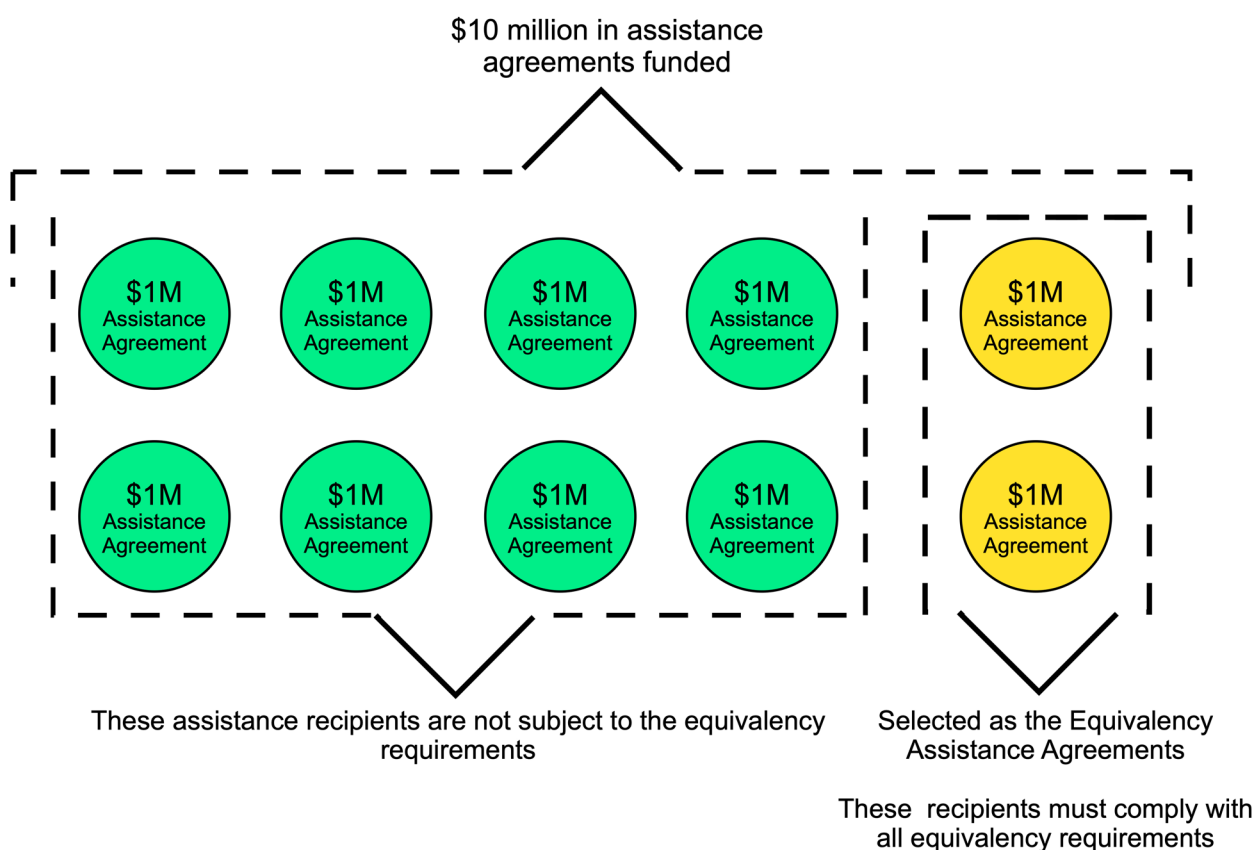 $10 million in assistance
agreements funded
$1M
Assistance
Agreement
$1M
Assistance
Agreement
$1M
Assistance
Agreement
$1M
Assistance
Agreement
$1M
Assistance
Agreement
$1M
Assistance
Agreement
$1M
Assistance
Agreement
$1M
Assistance
Agreement
$1M
Assistance
Agreement
$1M
Assistance
Agreement
These assistance recipients are not subject to the equivalency
requirements
Selected as the Equivalency
Assistance Agreements
These recipients must comply with
all equivalency requirements